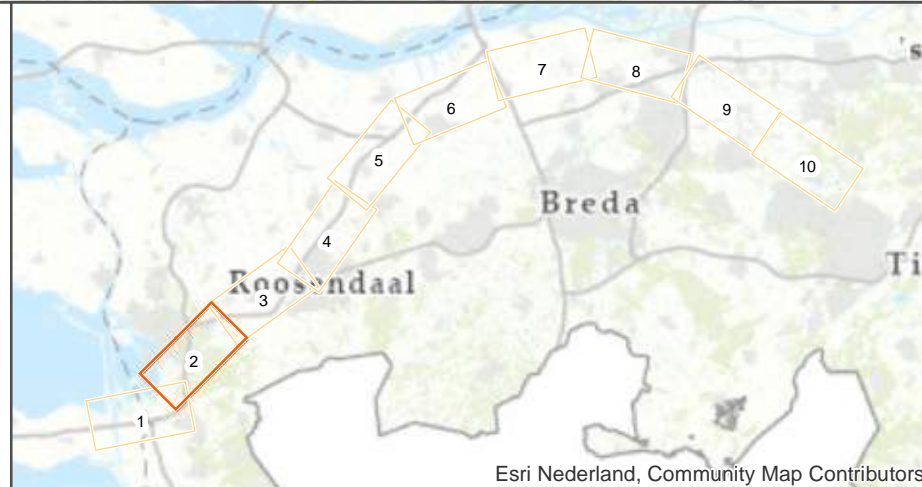 's
7
8
6
9
5
10
Breda
4
Ti
Roosendaal
3
2
1
Esri Nederland, Community Map Contributors